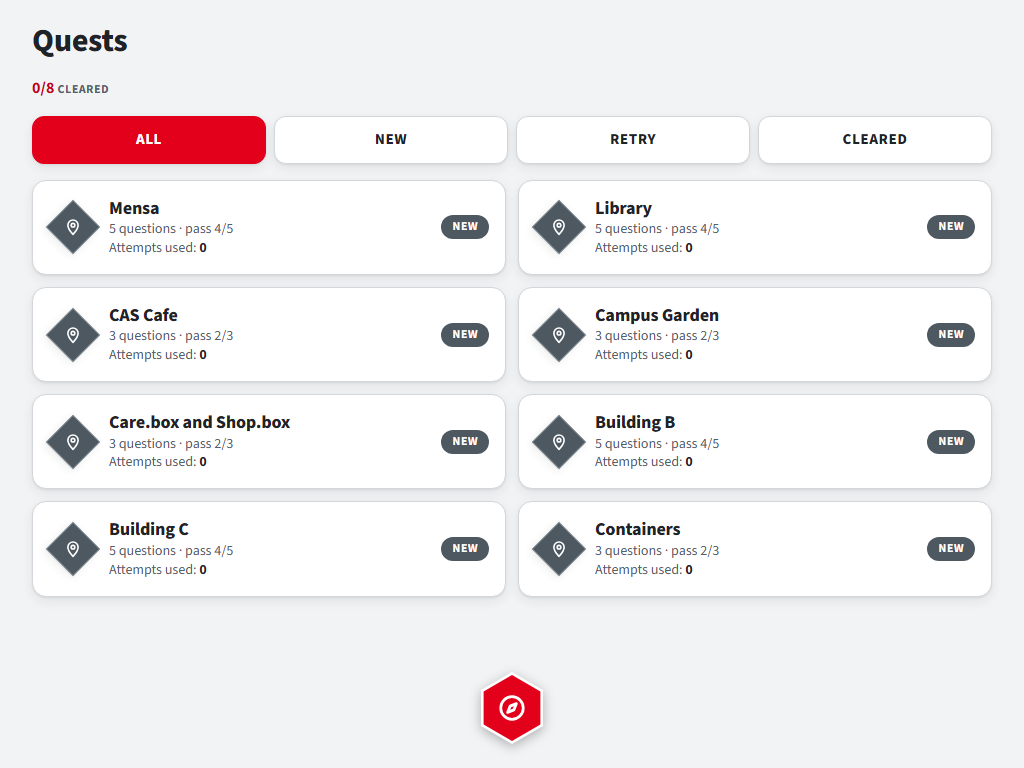 Quests
0/8 CLEARED
ALL
NEW
RETRY
CLEARED
Mensa
5 questions · pass 4/5
Attempts used: 0
NEW
Library
5 questions · pass 4/5
Attempts used: 0
NEW
CAS Cafe
3 questions · pass 2/3
Attempts used: 0
NEW
Campus Garden
3 questions · pass 2/3
Attempts used: 0
NEW
Care.box and Shop.box
3 questions · pass 2/3
Attempts used: 0
NEW
Building B
5 questions · pass 4/5
Attempts used: 0
NEW
Building C
5 questions · pass 4/5
Attempts used: 0
NEW
Containers
3 questions · pass 2/3
Attempts used: 0
NEW